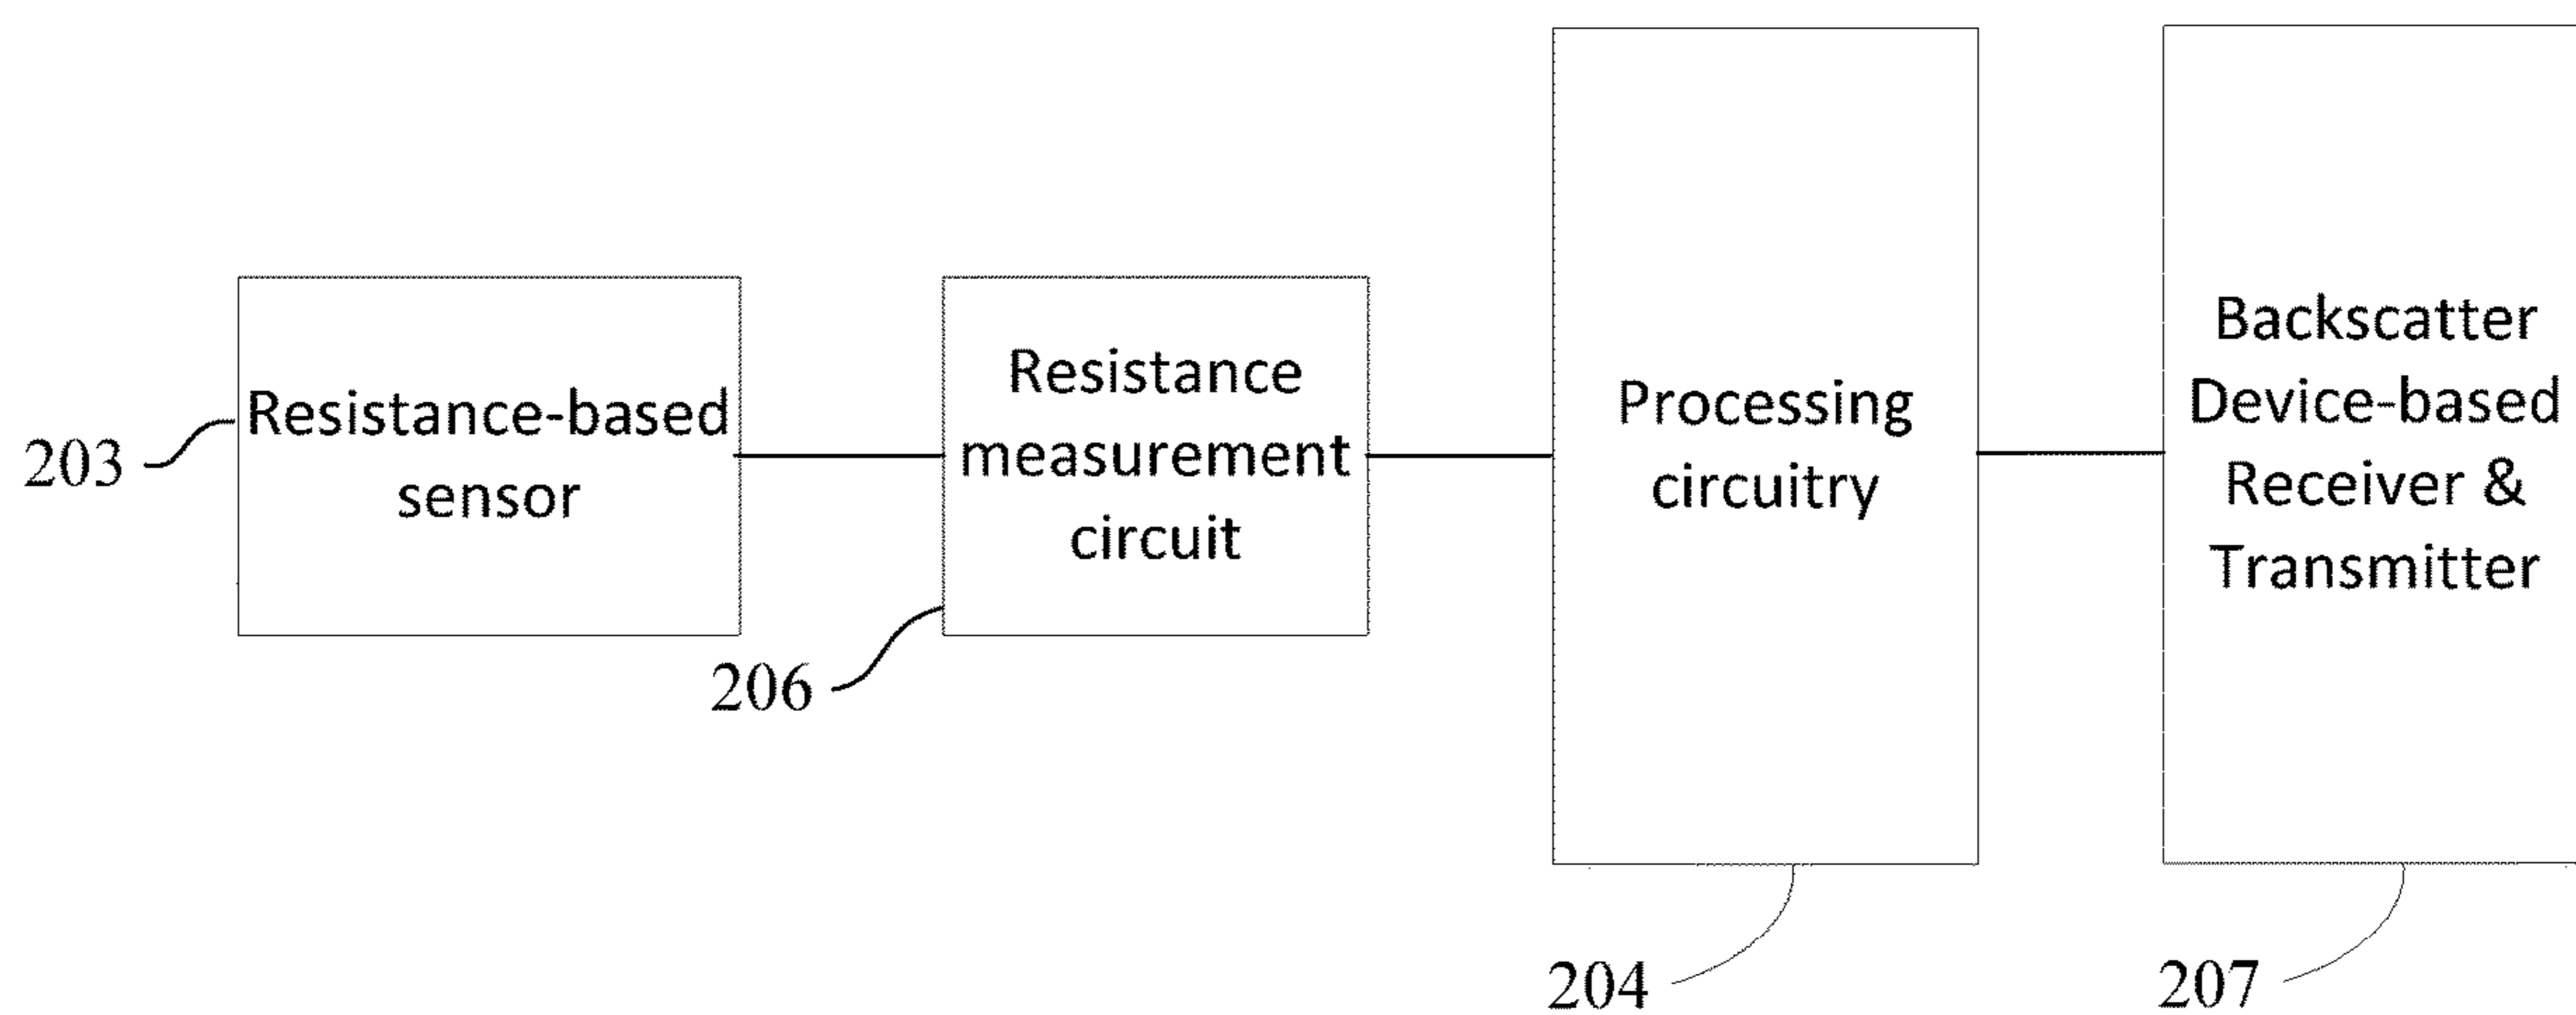 203
Resistance-based
sensor
206
Resistance
measurement
circuit
Processing
circuitry
204
Backscatter
Device-based
Receiver &
Transmitter
207